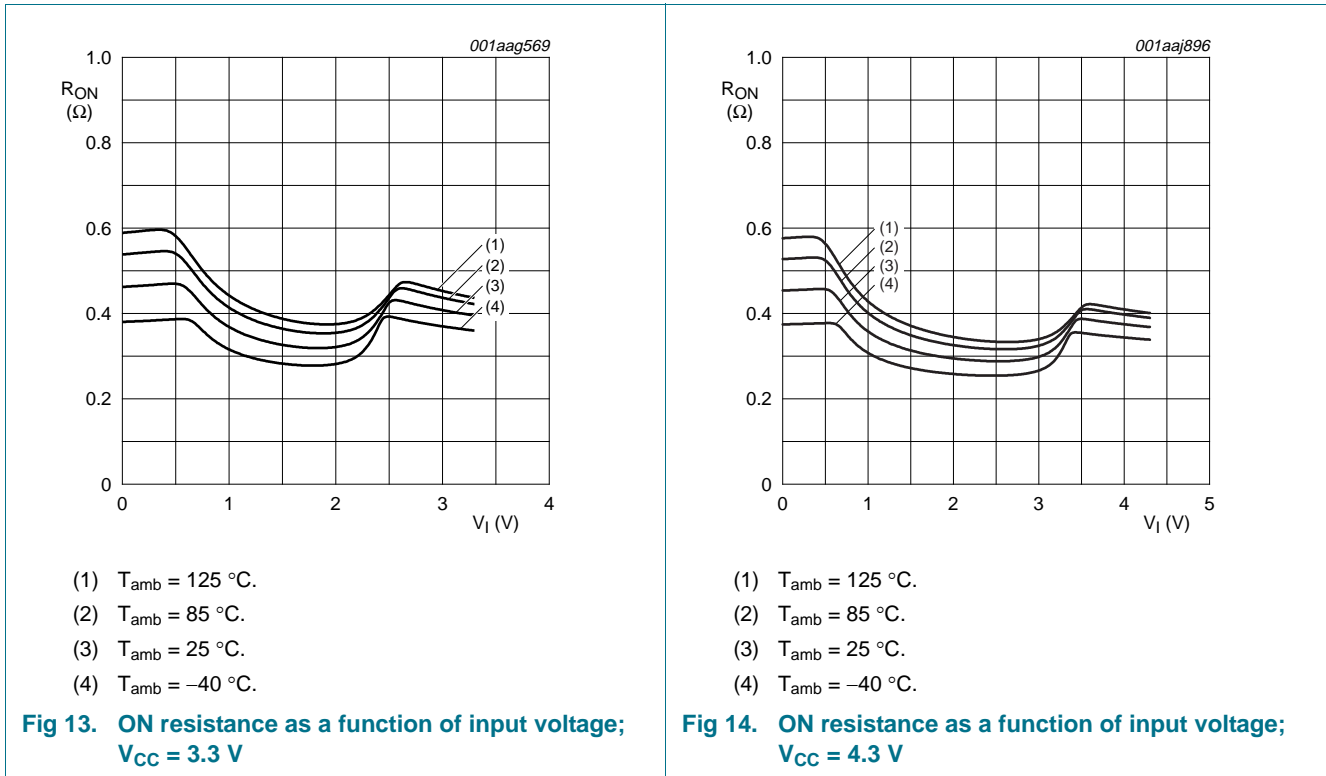 001aag569
1.0
R_ON
(Ω)
0.8
0.6
0.4
0.2
0
0 1 2 3 4
V_I (V)
(1)
(2)
(3)
(4)
(1) T_amb = 125 °C.
(2) T_amb = 85 °C.
(3) T_amb = 25 °C.
(4) T_amb = −40 °C.
Fig 13. ON resistance as a function of input voltage;
V_CC = 3.3 V
001aaj896
1.0
R_ON
(Ω)
0.8
0.6
0.4
0.2
0
0 1 2 3 4 5
V_I (V)
(1)
(2)
(3)
(4)
(1) T_amb = 125 °C.
(2) T_amb = 85 °C.
(3) T_amb = 25 °C.
(4) T_amb = −40 °C.
Fig 14. ON resistance as a function of input voltage;
V_CC = 4.3 V